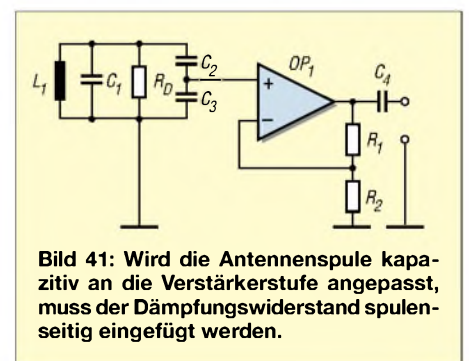 L1 C1 RD C2 OP1 C4
C3
+
−
R1
R2
Bild 41: Wird die Antennenspule kapa-
zitiv an die Verstärkerstufe angepasst,
muss der Dämpfungswiderstand spulen-
seitig eingefügt werden.